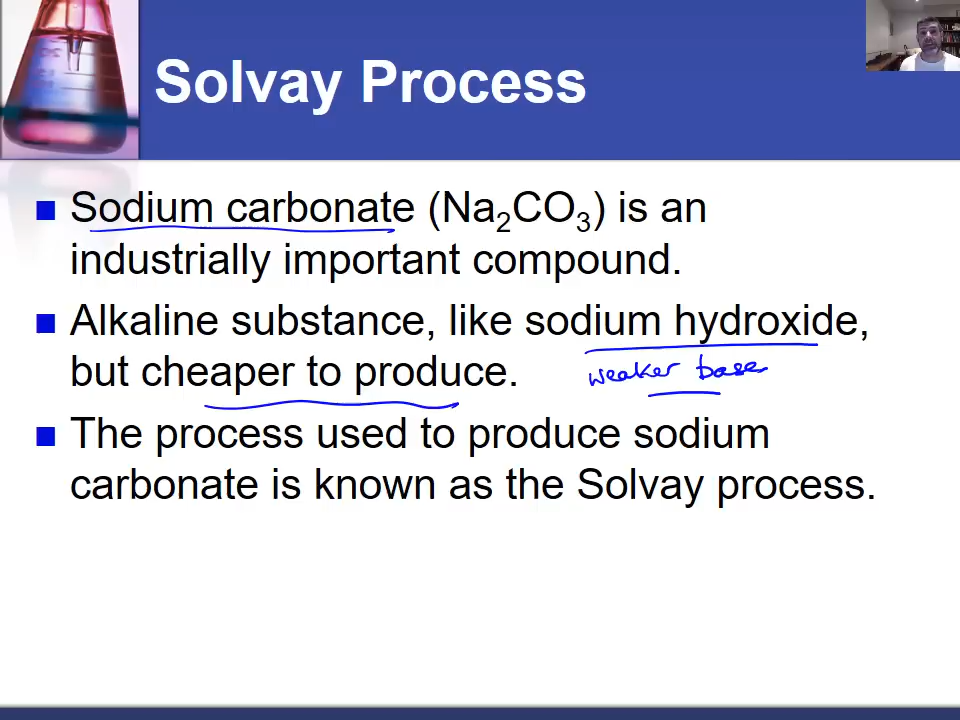 Solvay Process
Sodium carbonate (Na₂CO₃) is an
industrially important compound.
Alkaline substance, like sodium hydroxide,
but cheaper to produce.
weaker base
The process used to produce sodium
carbonate is known as the Solvay process.